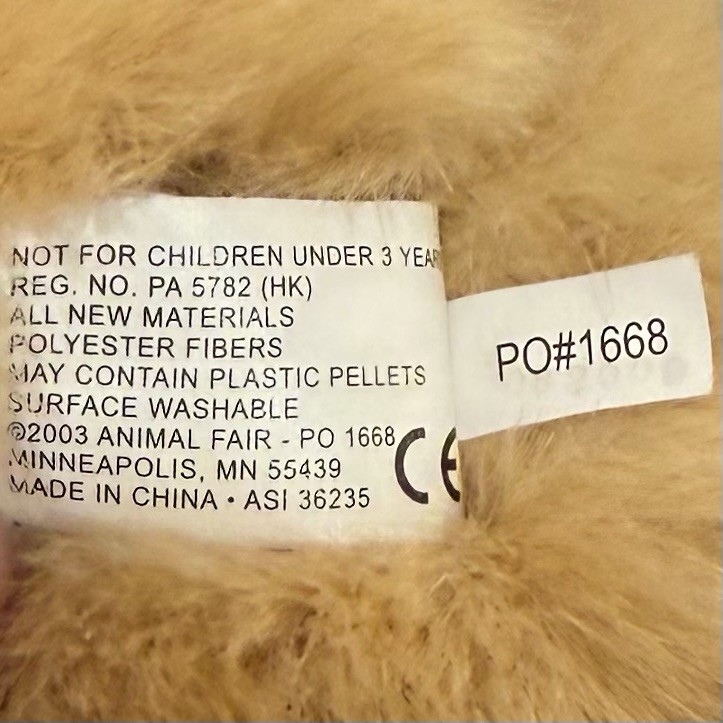 NOT FOR CHILDREN UNDER 3 YEAR
REG. NO. PA 5782 (HK)
ALL NEW MATERIALS
POLYESTER FIBERS
MAY CONTAIN PLASTIC PELLETS
SURFACE WASHABLE
©2003 ANIMAL FAIR - PO 1668
MINNEAPOLIS, MN 55439
MADE IN CHINA • ASI 36235
CE
PO#1668